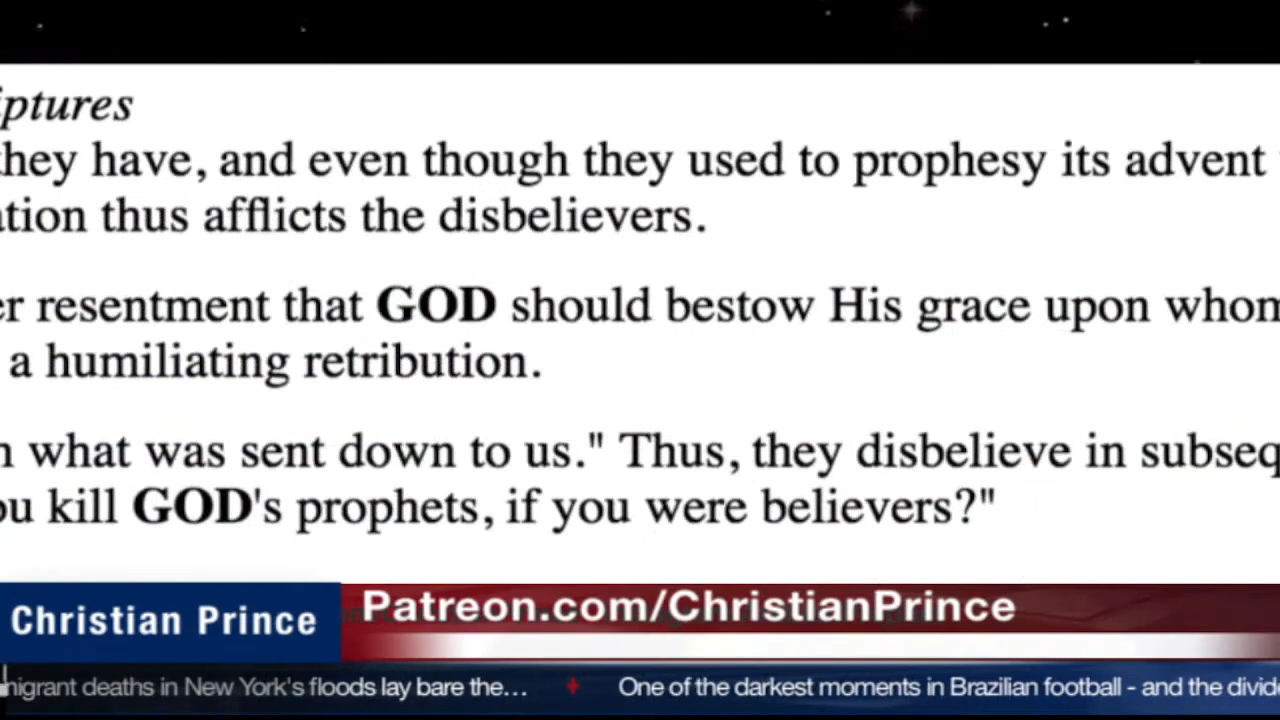 iptures
they have, and even though they used to prophesy its advent
ation thus afflicts the disbelievers.
er resentment that GOD should bestow His grace upon whom
a humiliating retribution.
n what was sent down to us." Thus, they disbelieve in subseq
ou kill GOD's prophets, if you were believers?"
Christian Prince
Patreon.com/ChristianPrince
nigrant deaths in New York's floods lay bare the…
One of the darkest moments in Brazilian football - and the divide